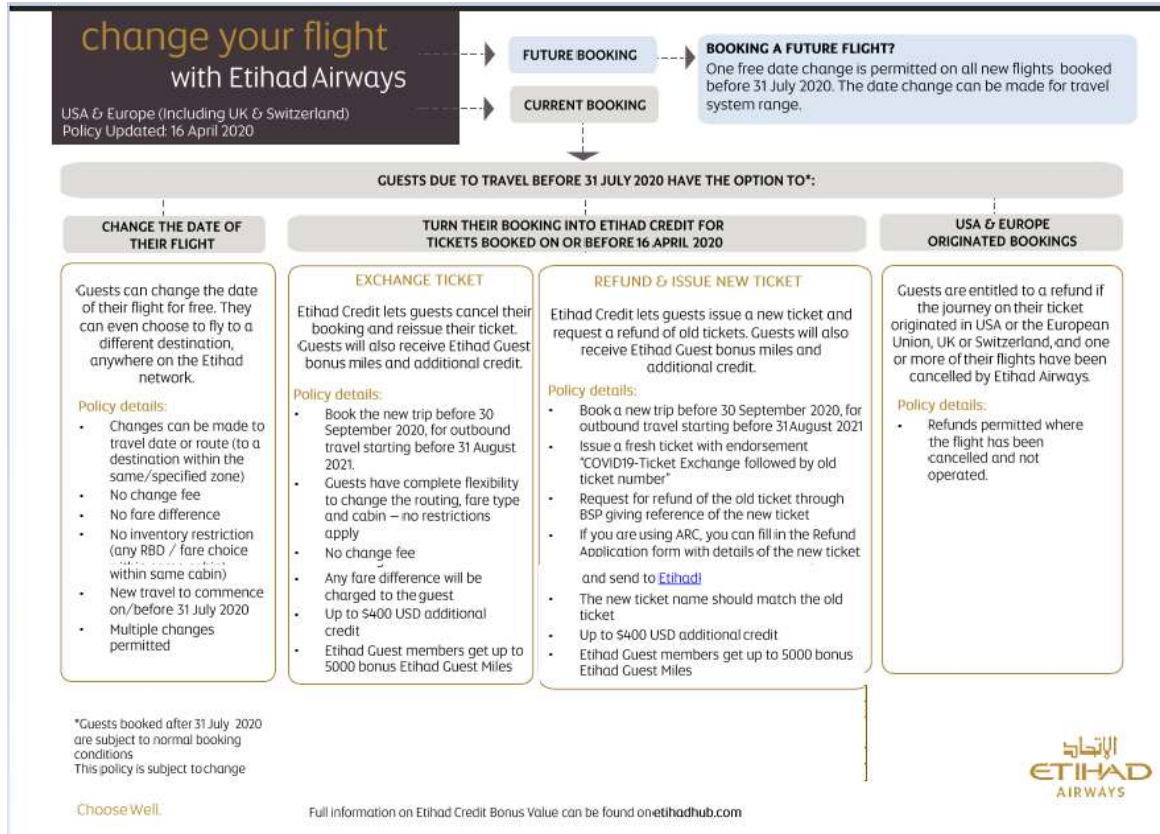 change your flight
with Etihad Airways
USA & Europe (Including UK & Switzerland)
Policy Updated: 16 April 2020
FUTURE BOOKING
CURRENT BOOKING
BOOKING A FUTURE FLIGHT?
One free date change is permitted on all new flights booked
before 31 July 2020. The date change can be made for travel
system range.
GUESTS DUE TO TRAVEL BEFORE 31 JULY 2020 HAVE THE OPTION TO*:
CHANGE THE DATE OF
THEIR FLIGHT
Guests can change the date
of their flight for free. They
can even choose to fly to a
different destination,
anywhere on the Etihad
network.
Policy details:
• Changes can be made to
travel date or route (to a
destination within the
same/specified zone)
• No change fee
• No fare difference
• No inventory restriction
(any RBD / fare choice
within same cabin)
• New travel to commence
on/before 31 July 2020
• Multiple changes
permitted
TURN THEIR BOOKING INTO ETIHAD CREDIT FOR
TICKETS BOOKED ON OR BEFORE 16 APRIL 2020
EXCHANGE TICKET
Etihad Credit lets guests cancel their
booking and reissue their ticket.
Guests will also receive Etihad Guest
bonus miles and additional credit.
Policy details:
• Book the new trip before 30
September 2020, for outbound
travel starting before 31 August
2021.
• Guests have complete flexibility
to change the routing, fare type
and cabin – no restrictions
apply
• No change fee
• Any fare difference will be
charged to the guest
• Up to $400 USD additional
credit
• Etihad Guest members get up to
5000 bonus Etihad Guest Miles
REFUND & ISSUE NEW TICKET
Etihad Credit lets guests issue a new ticket and
request a refund of old tickets. Guests will also
receive Etihad Guest bonus miles and
additional credit.
Policy details:
• Book a new trip before 30 September 2020, for
outbound travel starting before 31 August 2021
• Issue a fresh ticket with endorsement
"COVID19-Ticket Exchange followed by old
ticket number"
• Request for refund of the old ticket through
BSP giving reference of the new ticket
• If you are using ARC, you can fill in the Refund
Application form with details of the new ticket
and send to Etihad!
• The new ticket name should match the old
ticket
• Up to $400 USD additional credit
• Etihad Guest members get up to 5000 bonus
Etihad Guest Miles
USA & EUROPE
ORIGINATED BOOKINGS
Guests are entitled to a refund if
the journey on their ticket
originated in USA or the European
Union, UK or Switzerland, and one
or more of their flights have been
cancelled by Etihad Airways.
Policy details:
• Refunds permitted where
the flight has been
cancelled and not
operated.
*Guests booked after 31 July 2020
are subject to normal booking
conditions
This policy is subject to change
Choose Well.
Full information on Etihad Credit Bonus Value can be found on etihadhub.com
الإتحاد
ETIHAD
AIRWAYS